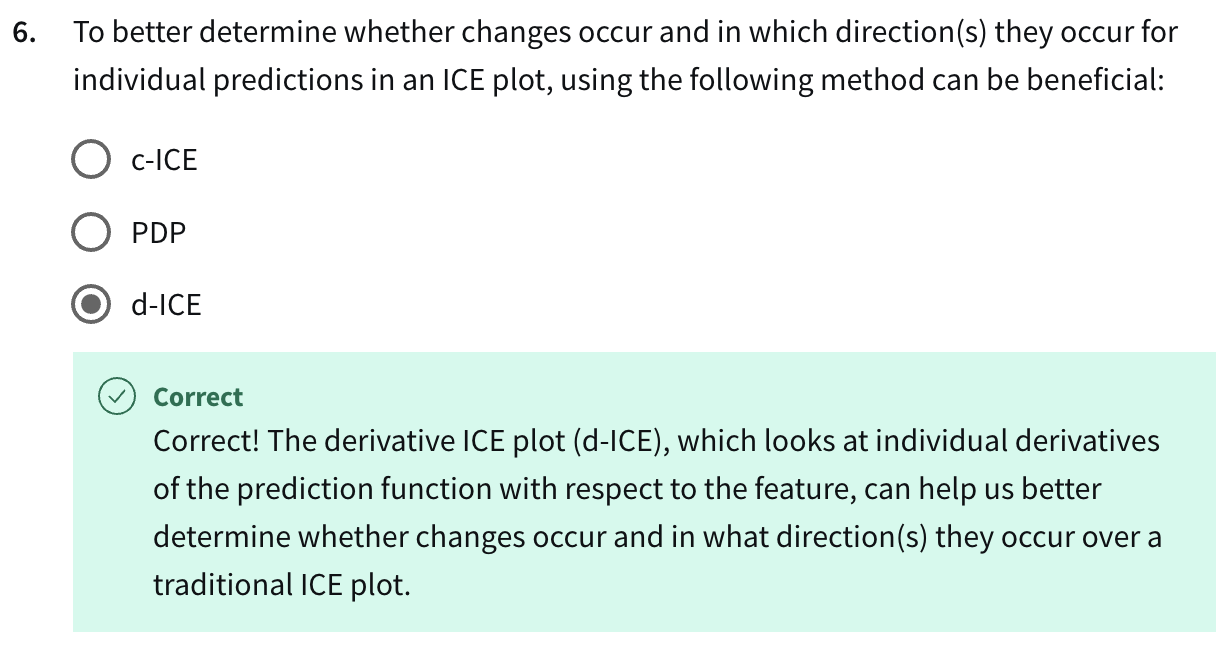 6. To better determine whether changes occur and in which direction(s) they occur for
individual predictions in an ICE plot, using the following method can be beneficial:
c-ICE
PDP
d-ICE
Correct
Correct! The derivative ICE plot (d-ICE), which looks at individual derivatives
of the prediction function with respect to the feature, can help us better
determine whether changes occur and in what direction(s) they occur over a
traditional ICE plot.